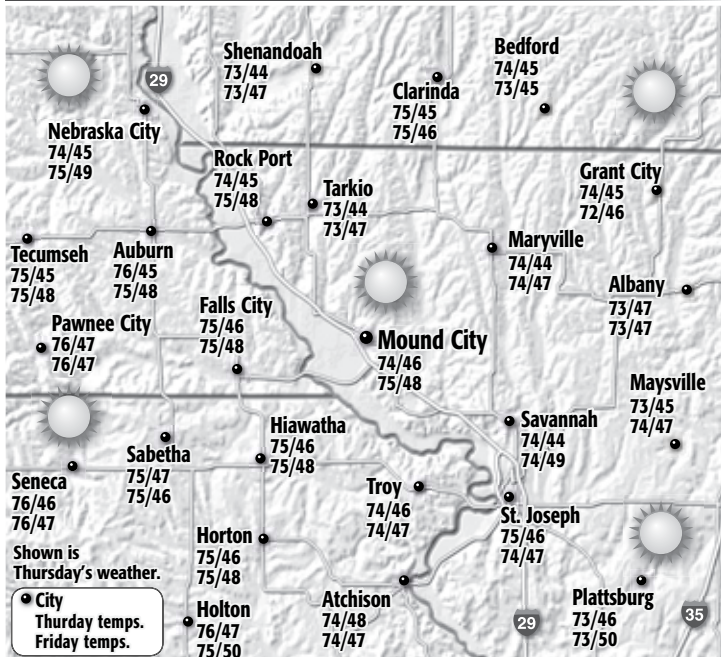 Shenandoah
73/44
73/47
Bedford
74/45
73/45
29
Clarinda
75/45
75/46
Nebraska City
74/45
75/49
Rock Port
74/45
75/48
Tarkio
73/44
73/47
Grant City
74/45
72/46
Tecumseh
75/45
75/48
Auburn
76/45
75/48
Maryville
74/44
74/47
Albany
73/47
73/47
Falls City
75/46
75/48
Pawnee City
76/47
76/47
Mound City
74/46
75/48
Maysville
73/45
74/47
Savannah
74/44
74/49
Hiawatha
75/46
75/48
Sabetha
75/47
75/46
Seneca
76/46
76/47
Troy
74/46
74/47
St. Joseph
75/46
74/47
Horton
75/46
75/48
Shown is
Thursday's weather.
City
Thurday temps.
Friday temps.
Holton
76/47
75/50
Atchison
74/48
74/47
29
Plattsburg
73/46
73/50
35